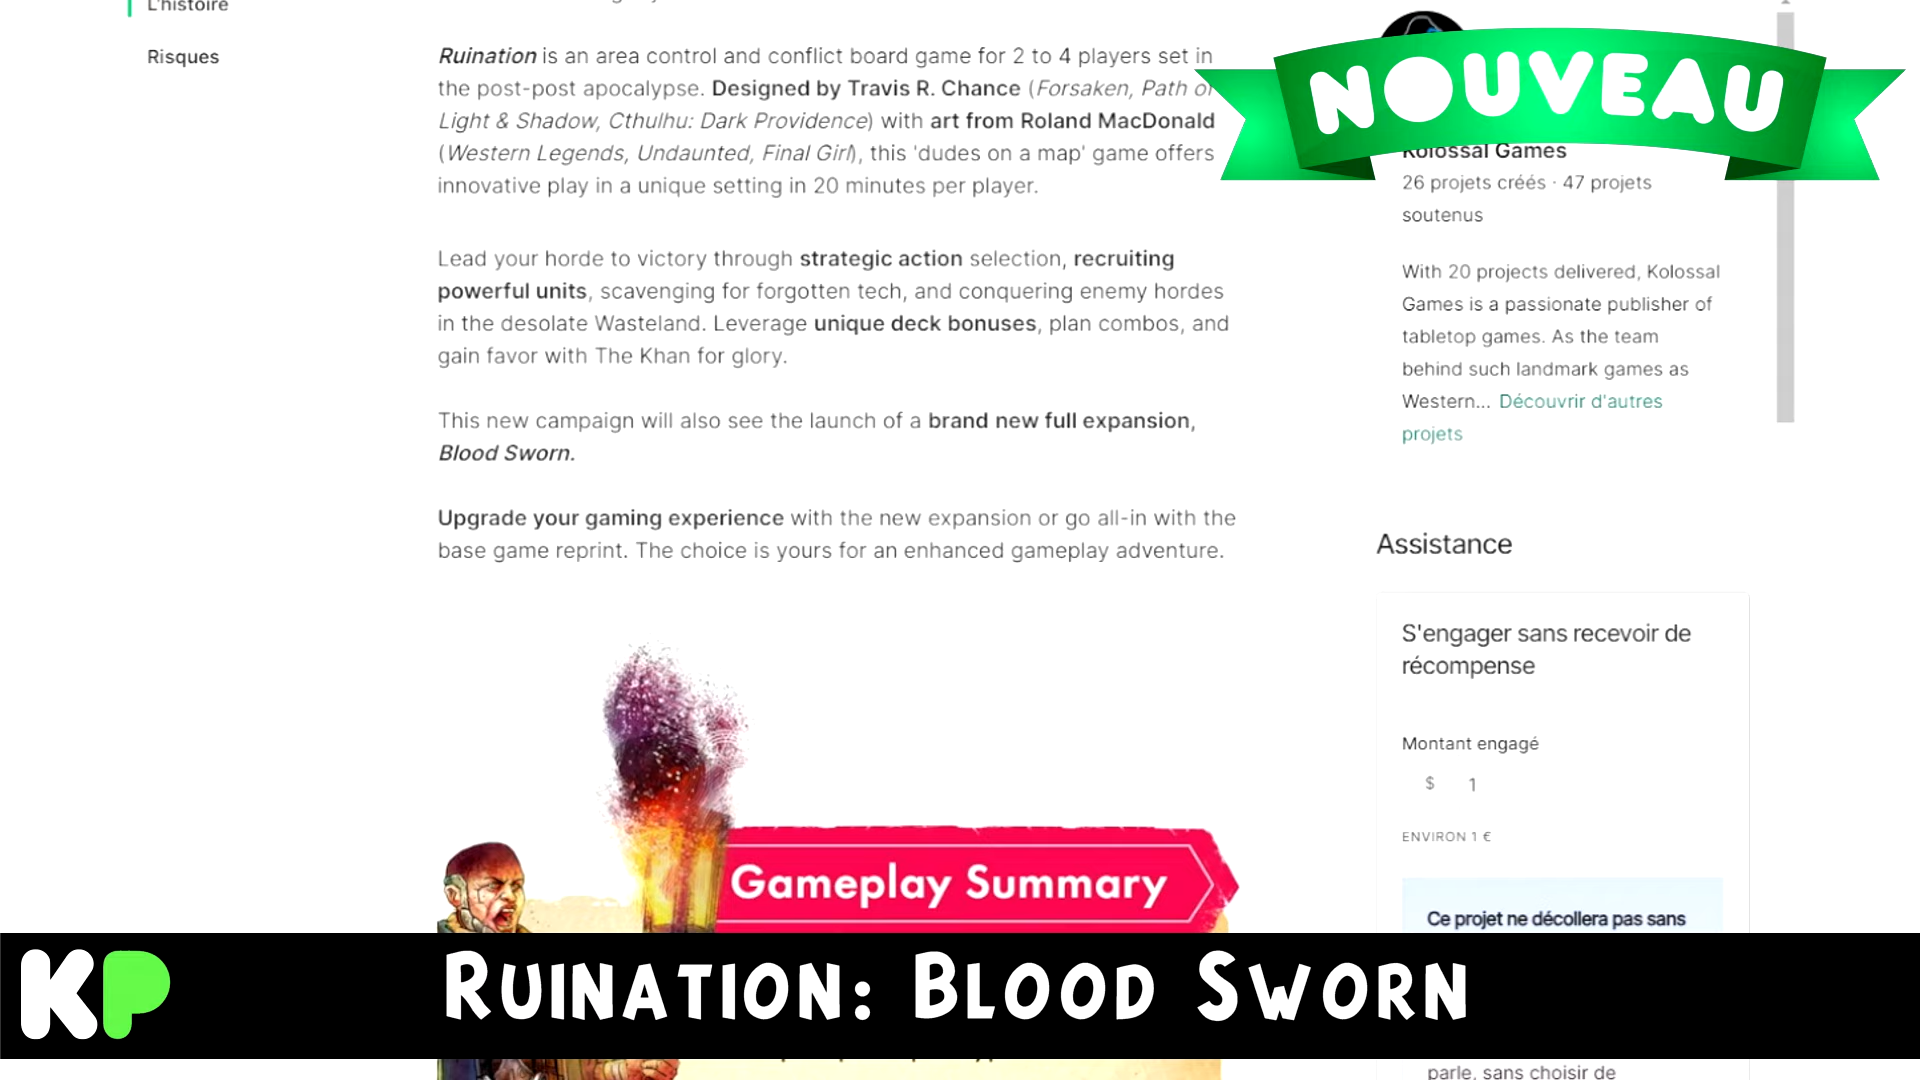 L'histoire
Risques
Ruination is an area control and conflict board game for 2 to 4 players set in
the post-post apocalypse. Designed by Travis R. Chance (Forsaken, Path of
Light & Shadow, Cthulhu: Dark Providence) with art from Roland MacDonald
(Western Legends, Undaunted, Final Girl), this 'dudes on a map' game offers
innovative play in a unique setting in 20 minutes per player.
Lead your horde to victory through strategic action selection, recruiting
powerful units, scavenging for forgotten tech, and conquering enemy hordes
in the desolate Wasteland. Leverage unique deck bonuses, plan combos, and
gain favor with The Khan for glory.
This new campaign will also see the launch of a brand new full expansion,
Blood Sworn.
Upgrade your gaming experience with the new expansion or go all-in with the
base game reprint. The choice is yours for an enhanced gameplay adventure.
Gameplay Summary
NOUVEAU
Kolossal Games
26 projets créés · 47 projets
soutenus
With 20 projects delivered, Kolossal
Games is a passionate publisher of
tabletop games. As the team
behind such landmark games as
Western... Découvrir d'autres
projets
Assistance
S'engager sans recevoir de
récompense
Montant engagé
$ 1
ENVIRON 1 €
Ce projet ne décollera pas sans
KP
Ruination: Blood Sworn
parle, sans choisir de